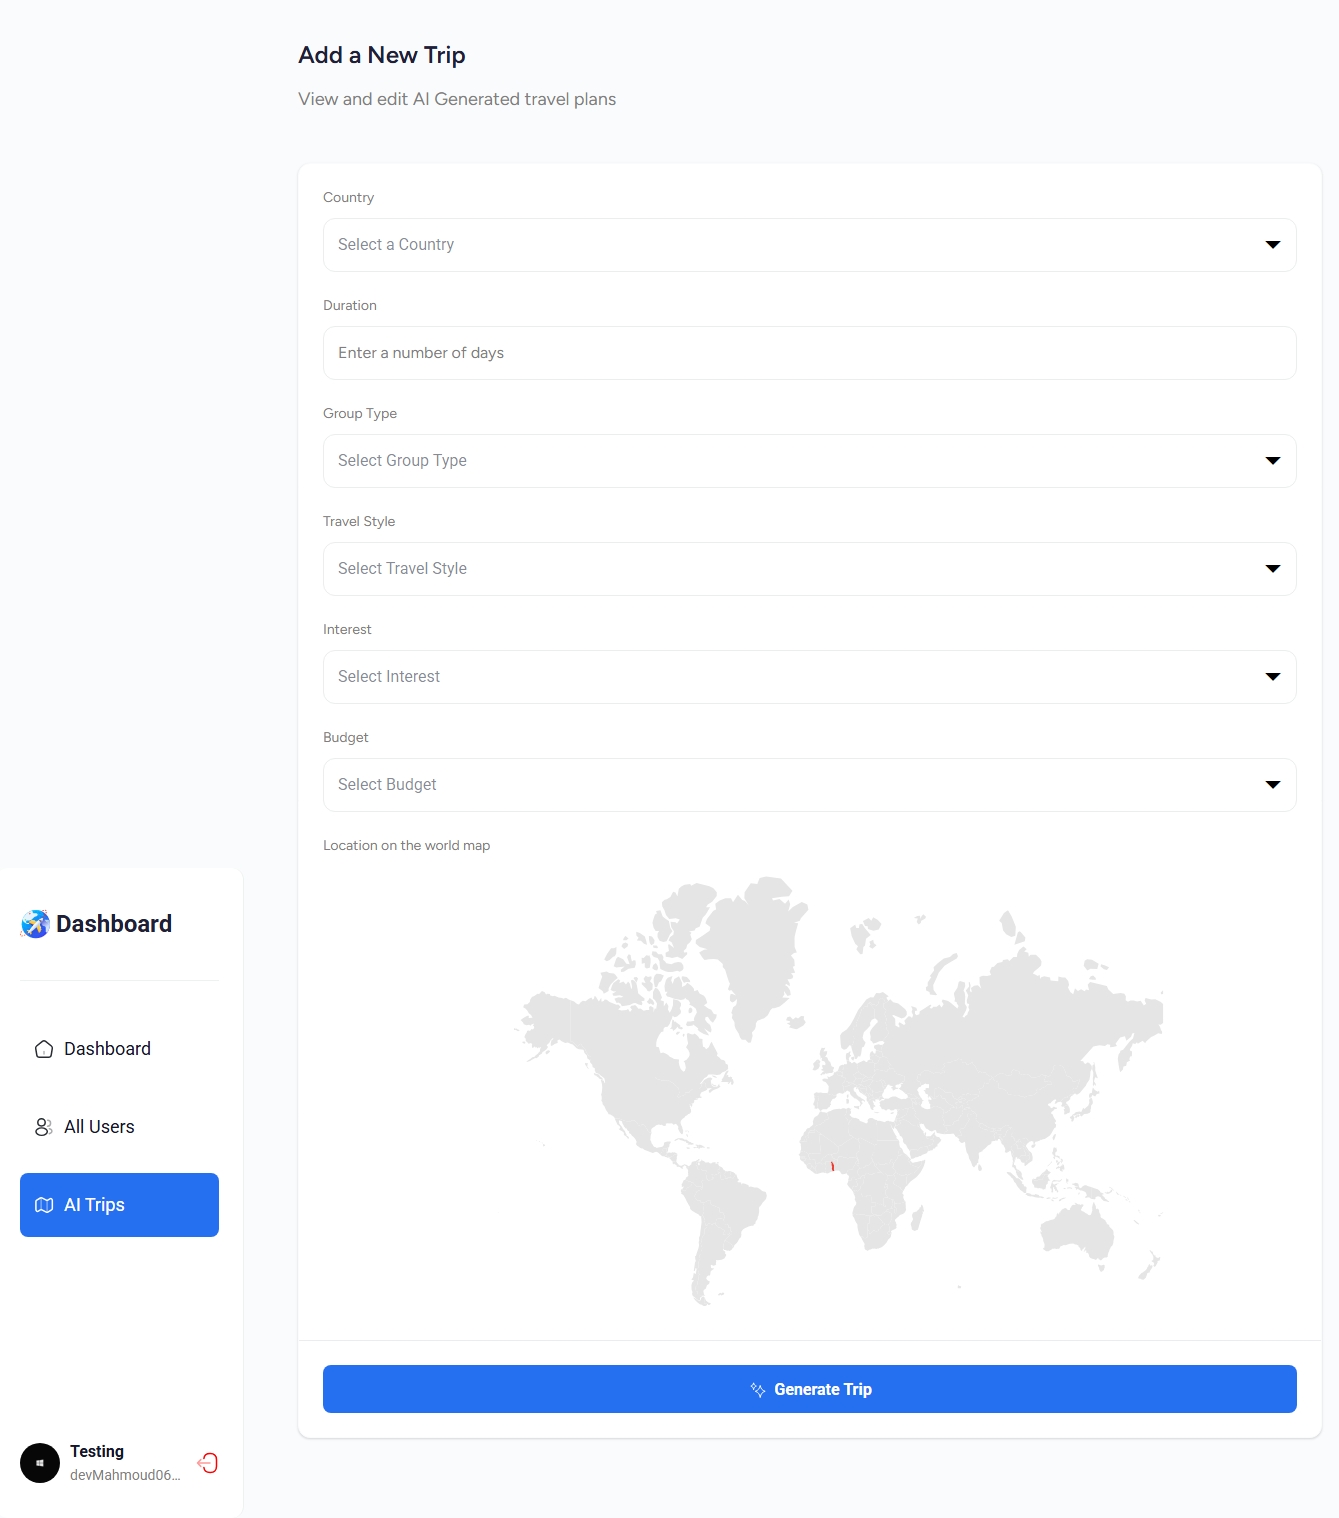 Add a New Trip
View and edit AI Generated travel plans
Country
Select a Country
Duration
Enter a number of days
Group Type
Select Group Type
Travel Style
Select Travel Style
Interest
Select Interest
Budget
Select Budget
Location on the world map
Generate Trip
Dashboard
Dashboard
All Users
AI Trips
Testing
devMahmoud06...